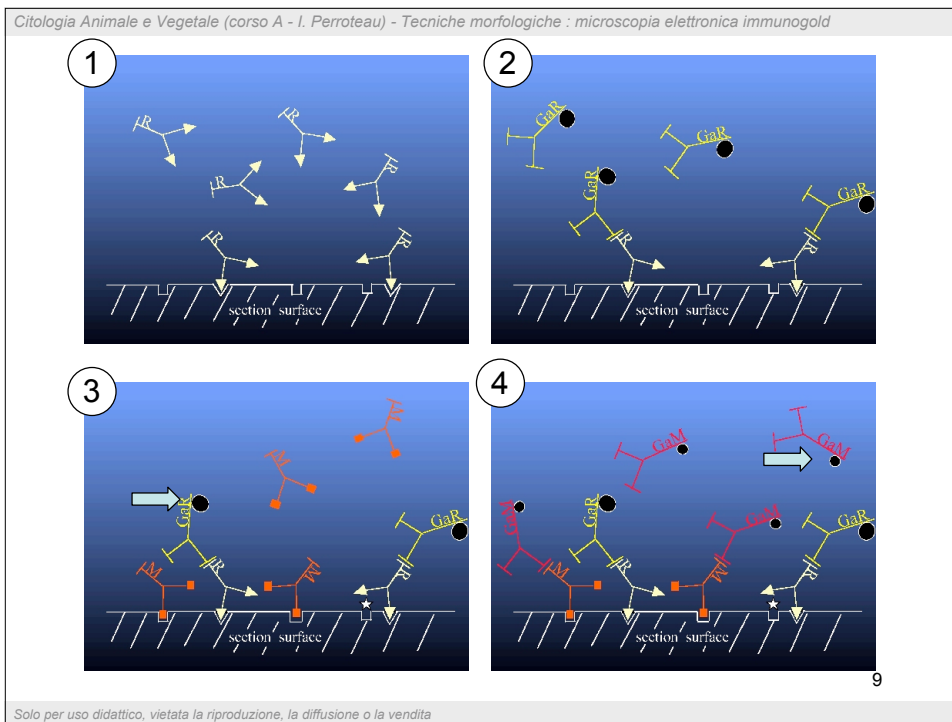 Citologia Animale e Vegetale (corso A - I. Perroteau) - Tecniche morfologiche : microscopia elettronica immunogold
1
R
R
R
R
R
R
section surface
2
GaR
GaR
GaR
GaR
R
R
section surface
3
M
M
GaR
GaR
M
R
M
R
section surface
4
GaM
GaM
GaM
GaM
GaR
GaR
M
R
M
R
section surface
9
Solo per uso didattico, vietata la riproduzione, la diffusione o la vendita